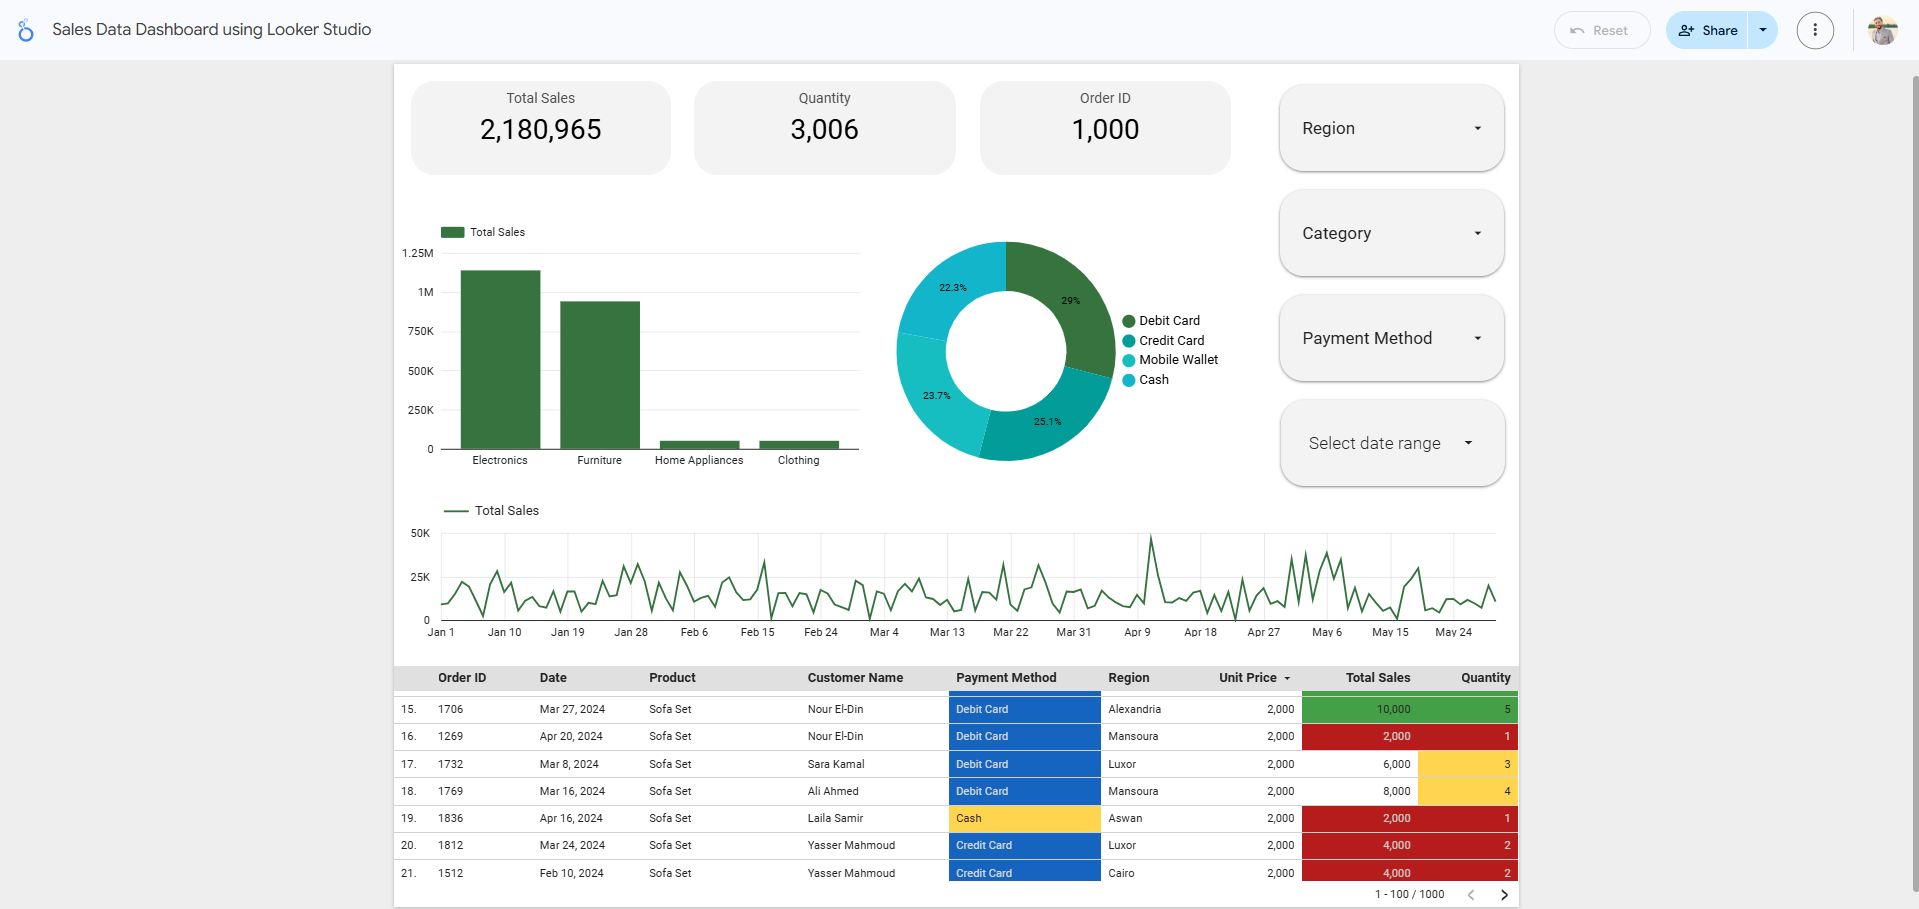 Sales Data Dashboard using Looker Studio
Reset
Share
Total Sales
2,180,965
Quantity
3,006
Order ID
1,000
Region
Category
Payment Method
Select date range
Total Sales
1.25M
1M
750K
500K
250K
0
Electronics Furniture Home Appliances Clothing
22.3%
29%
23.7%
25.1%
Debit Card
Credit Card
Mobile Wallet
Cash
Total Sales
50K
25K
0
Jan 1 Jan 10 Jan 19 Jan 28 Feb 6 Feb 15 Feb 24 Mar 4 Mar 13 Mar 22 Mar 31 Apr 9 Apr 18 Apr 27 May 6 May 15 May 24
Order ID Date Product Customer Name Payment Method Region Unit Price Total Sales Quantity
15. 1706 Mar 27, 2024 Sofa Set Nour El-Din Debit Card Alexandria 2,000 10,000 5
16. 1269 Apr 20, 2024 Sofa Set Nour El-Din Debit Card Mansoura 2,000 2,000 1
17. 1732 Mar 8, 2024 Sofa Set Sara Kamal Debit Card Luxor 2,000 6,000 3
18. 1769 Mar 16, 2024 Sofa Set Ali Ahmed Debit Card Mansoura 2,000 8,000 4
19. 1836 Apr 16, 2024 Sofa Set Laila Samir Cash Aswan 2,000 2,000 1
20. 1812 Mar 24, 2024 Sofa Set Yasser Mahmoud Credit Card Luxor 2,000 4,000 2
21. 1512 Feb 10, 2024 Sofa Set Yasser Mahmoud Credit Card Cairo 2,000 4,000 2
1 - 100 / 1000